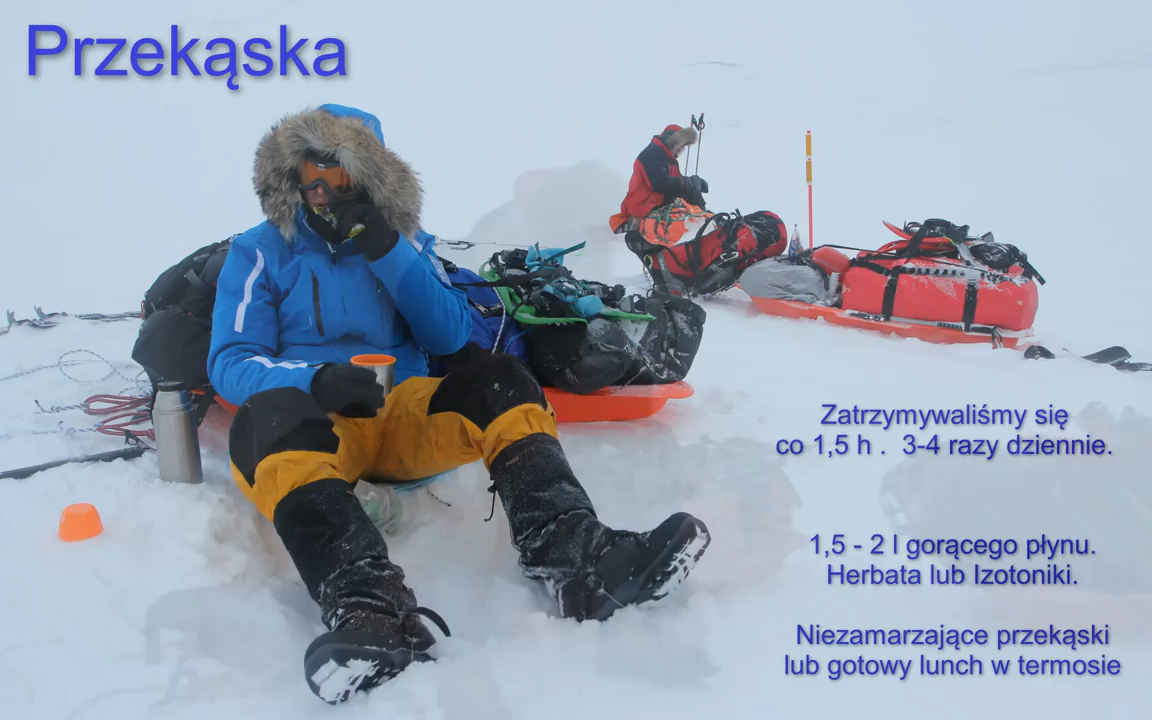 Przekąska
Zatrzymywaliśmy się
co 1,5 h .  3-4 razy dziennie.
1,5 - 2 l gorącego płynu.
Herbata lub Izotoniki.
Niezamarzające przekąski
lub gotowy lunch w termosie